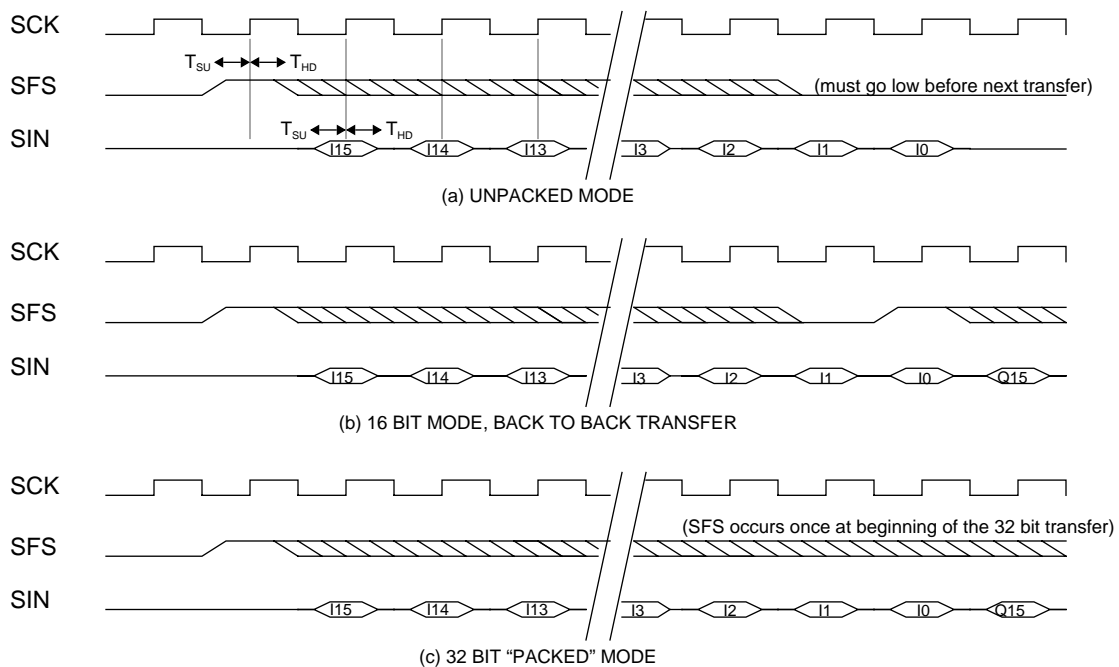 SCK
T_SU T_HD
SFS (must go low before next transfer)
T_SU T_HD
SIN I15 I14 I13 I3 I2 I1 I0
(a) UNPACKED MODE
SCK
SFS
SIN I15 I14 I13 I3 I2 I1 I0 Q15
(b) 16 BIT MODE, BACK TO BACK TRANSFER
SCK
(SFS occurs once at beginning of the 32 bit transfer)
SFS
SIN I15 I14 I13 I3 I2 I1 I0 Q15
(c) 32 BIT “PACKED” MODE